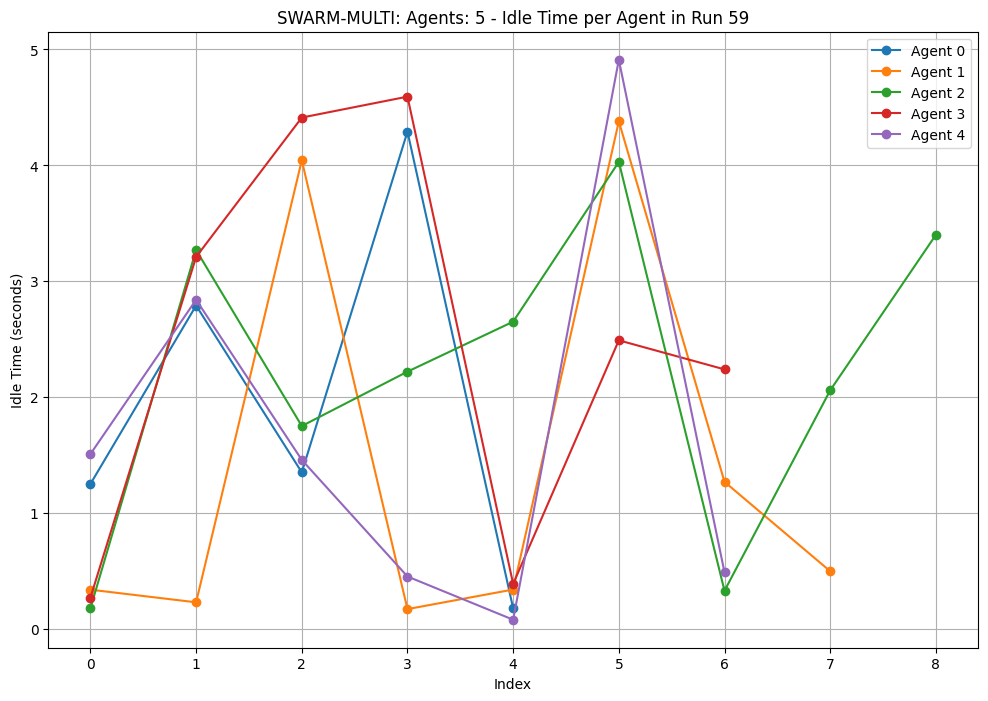 SWARM-MULTI: Agents: 5 - Idle Time per Agent in Run 59
Agent 0
Agent 1
Agent 2
Agent 3
Agent 4
Idle Time (seconds)
5
4
3
2
1
0
0 1 2 3 4 5 6 7 8
Index